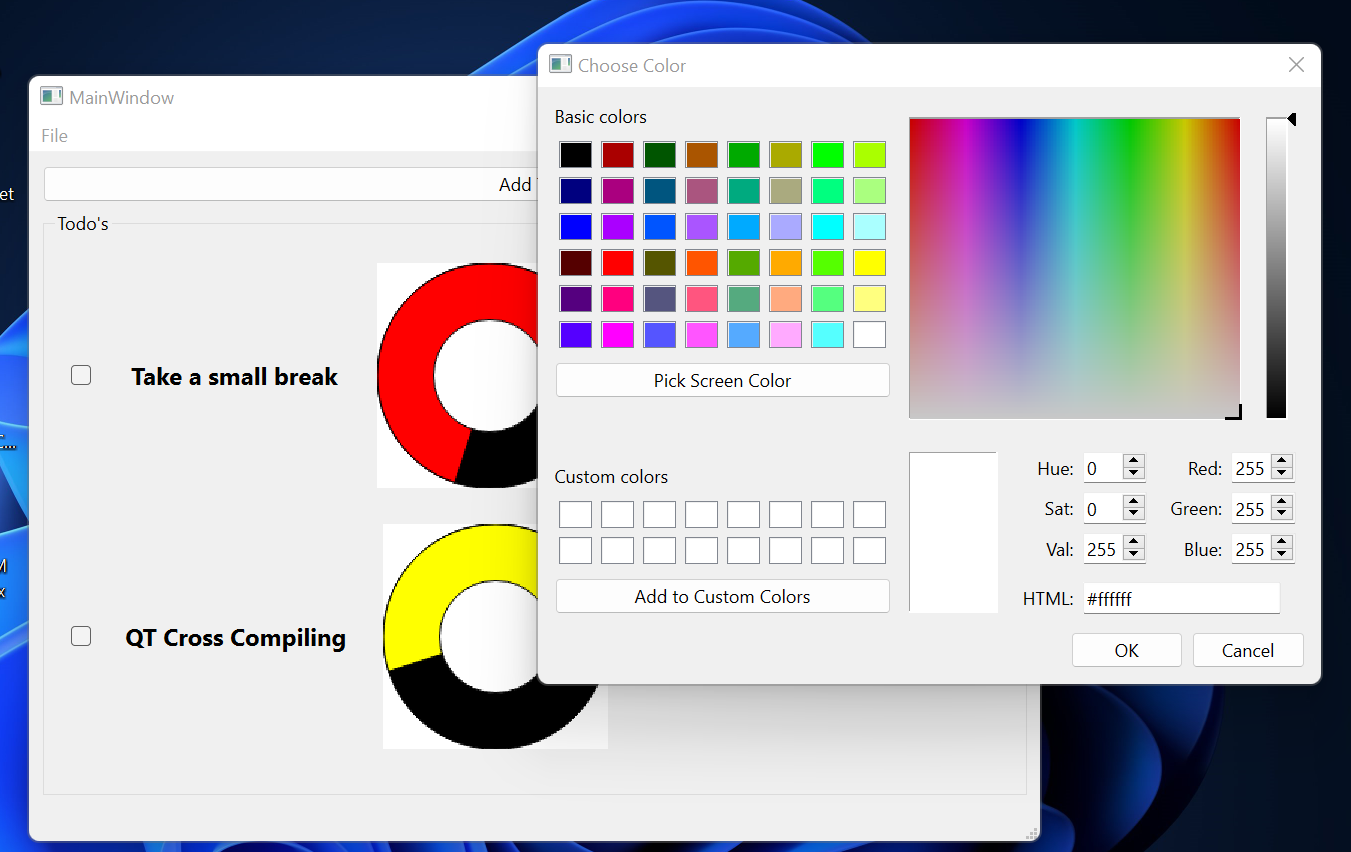 Choose Color
MainWindow
File
Basic colors
Add
et
Todo's
Take a small break
Pick Screen Color
C...
Custom colors
Hue: 0
Red: 255
Sat: 0
Green: 255
Val: 255
Blue: 255
M
x
Add to Custom Colors
HTML: #ffffff
QT Cross Compiling
OK
Cancel